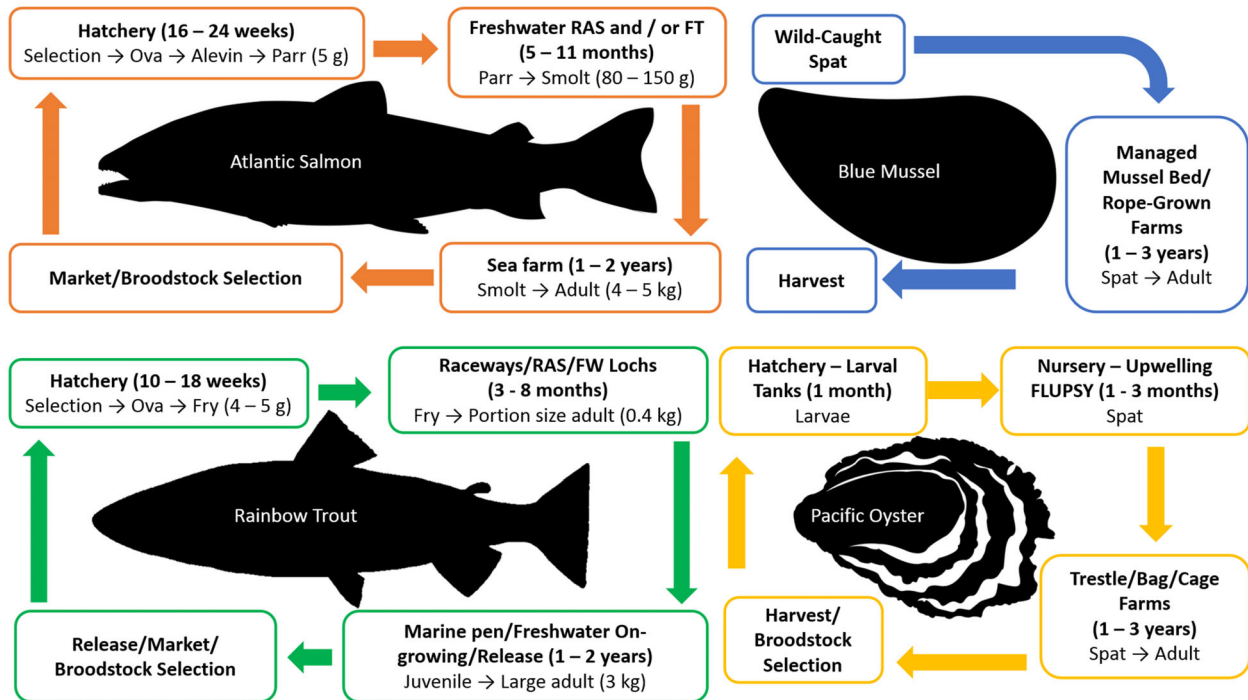 Hatchery (16 – 24 weeks)
Selection → Ova → Alevin → Parr (5 g)
Freshwater RAS and / or FT
(5 – 11 months)
Parr → Smolt (80 – 150 g)
Atlantic Salmon
Market/Broodstock Selection
Sea farm (1 – 2 years)
Smolt → Adult (4 – 5 kg)
Wild-Caught
Spat
Blue Mussel
Managed
Mussel Bed/
Rope-Grown
Farms
(1 – 3 years)
Spat → Adult
Harvest
Hatchery (10 – 18 weeks)
Selection → Ova → Fry (4 – 5 g)
Raceways/RAS/FW Lochs
(3 - 8 months)
Fry → Portion size adult (0.4 kg)
Rainbow Trout
Release/Market/
Broodstock Selection
Marine pen/Freshwater On-
growing/Release (1 – 2 years)
Juvenile → Large adult (3 kg)
Hatchery – Larval
Tanks (1 month)
Larvae
Nursery – Upwelling
FLUPSY (1 - 3 months)
Spat
Pacific Oyster
Harvest/
Broodstock
Selection
Trestle/Bag/Cage
Farms
(1 – 3 years)
Spat → Adult